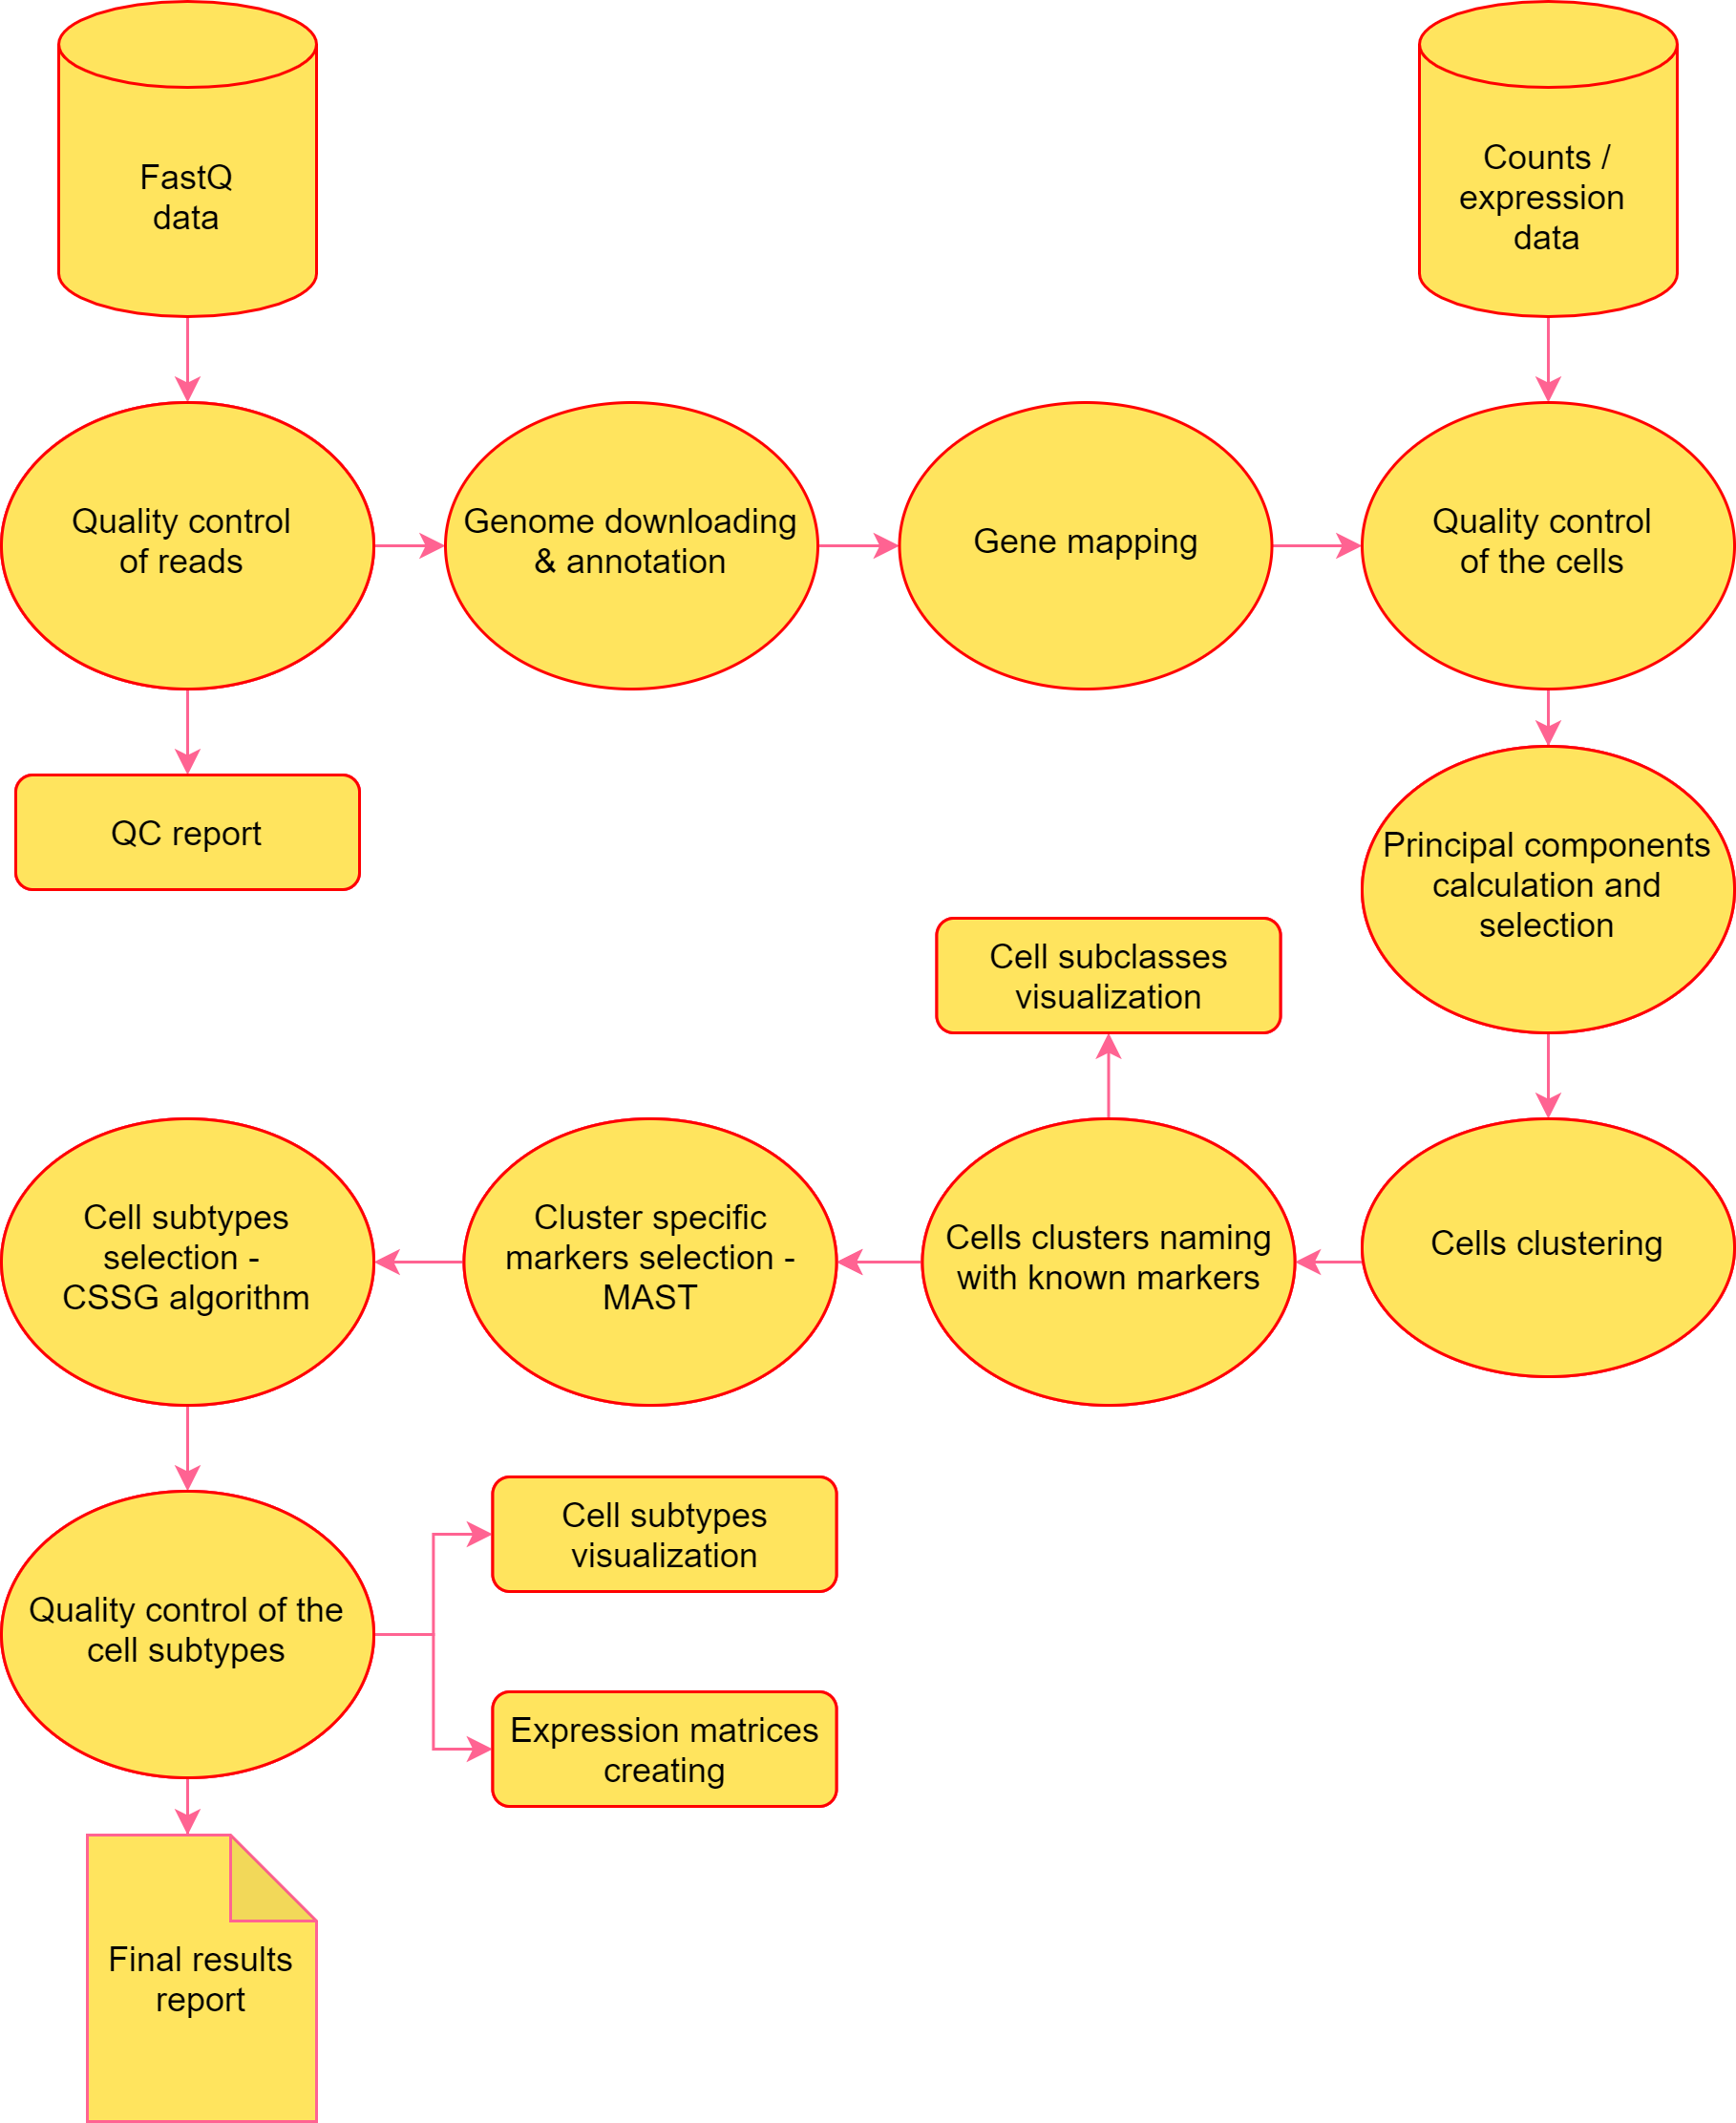 FastQ
data
Counts /
expression
data
Quality control
of reads
Genome downloading
& annotation
Gene mapping
Quality control
of the cells
QC report
Principal components
calculation and
selection
Cell subclasses
visualization
Cell subtypes
selection -
CSSG algorithm
Cluster specific
markers selection -
MAST
Cells clusters naming
with known markers
Cells clustering
Cell subtypes
visualization
Quality control of the
cell subtypes
Expression matrices
creating
Final results
report